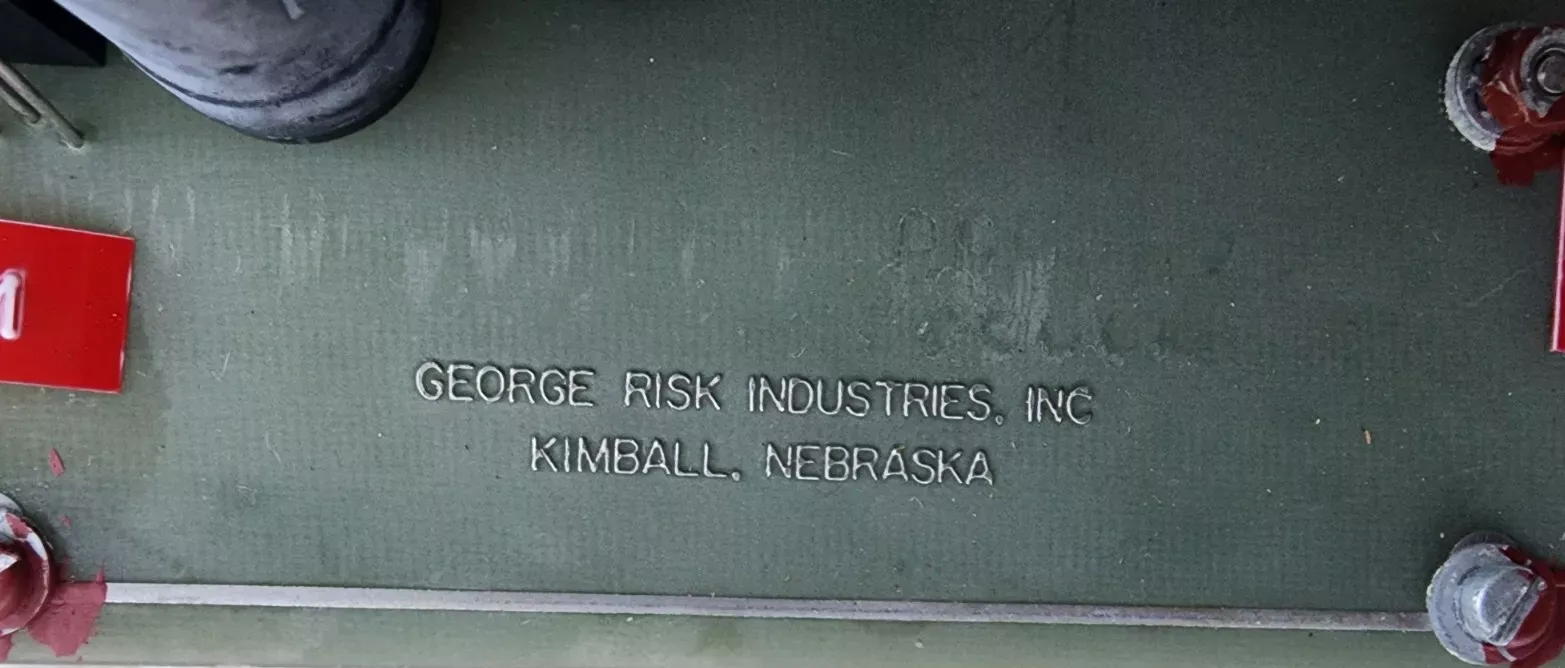 GEORGE RISK INDUSTRIES, INC
KIMBALL, NEBRASKA